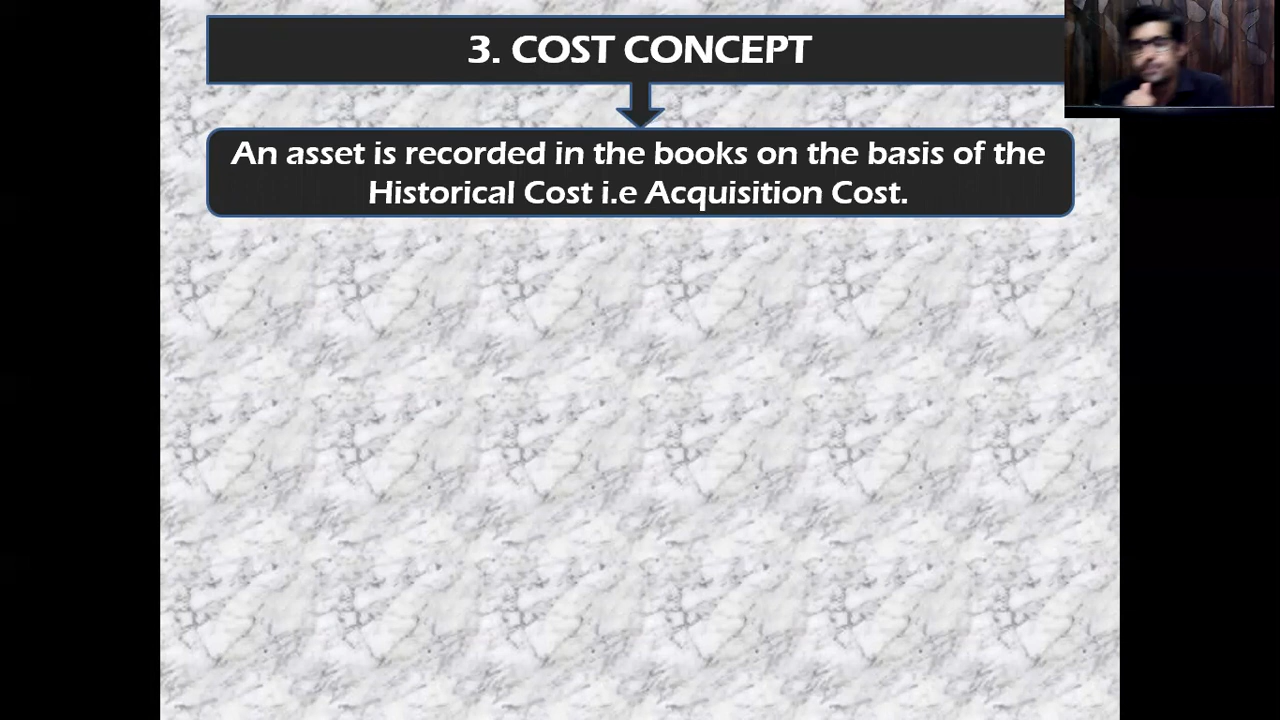 3. COST CONCEPT
An asset is recorded in the books on the basis of the
Historical Cost i.e Acquisition Cost.